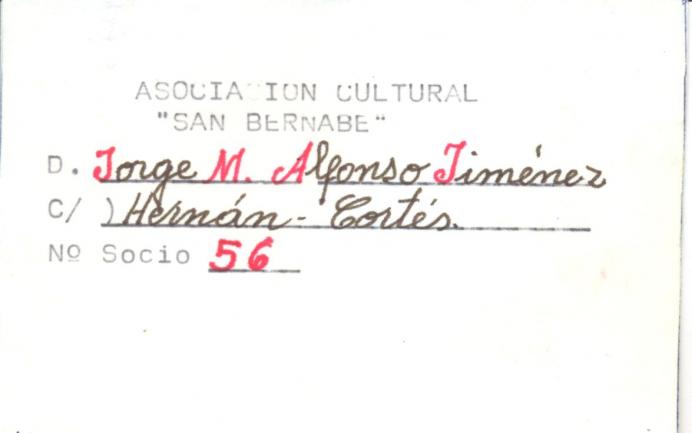 ASOCIACION CULTURAL
"SAN BERNABE"
D. Jorge M. Alfonso Jiménez
C/ ) Hernán-Cortés.
Nº Socio 56